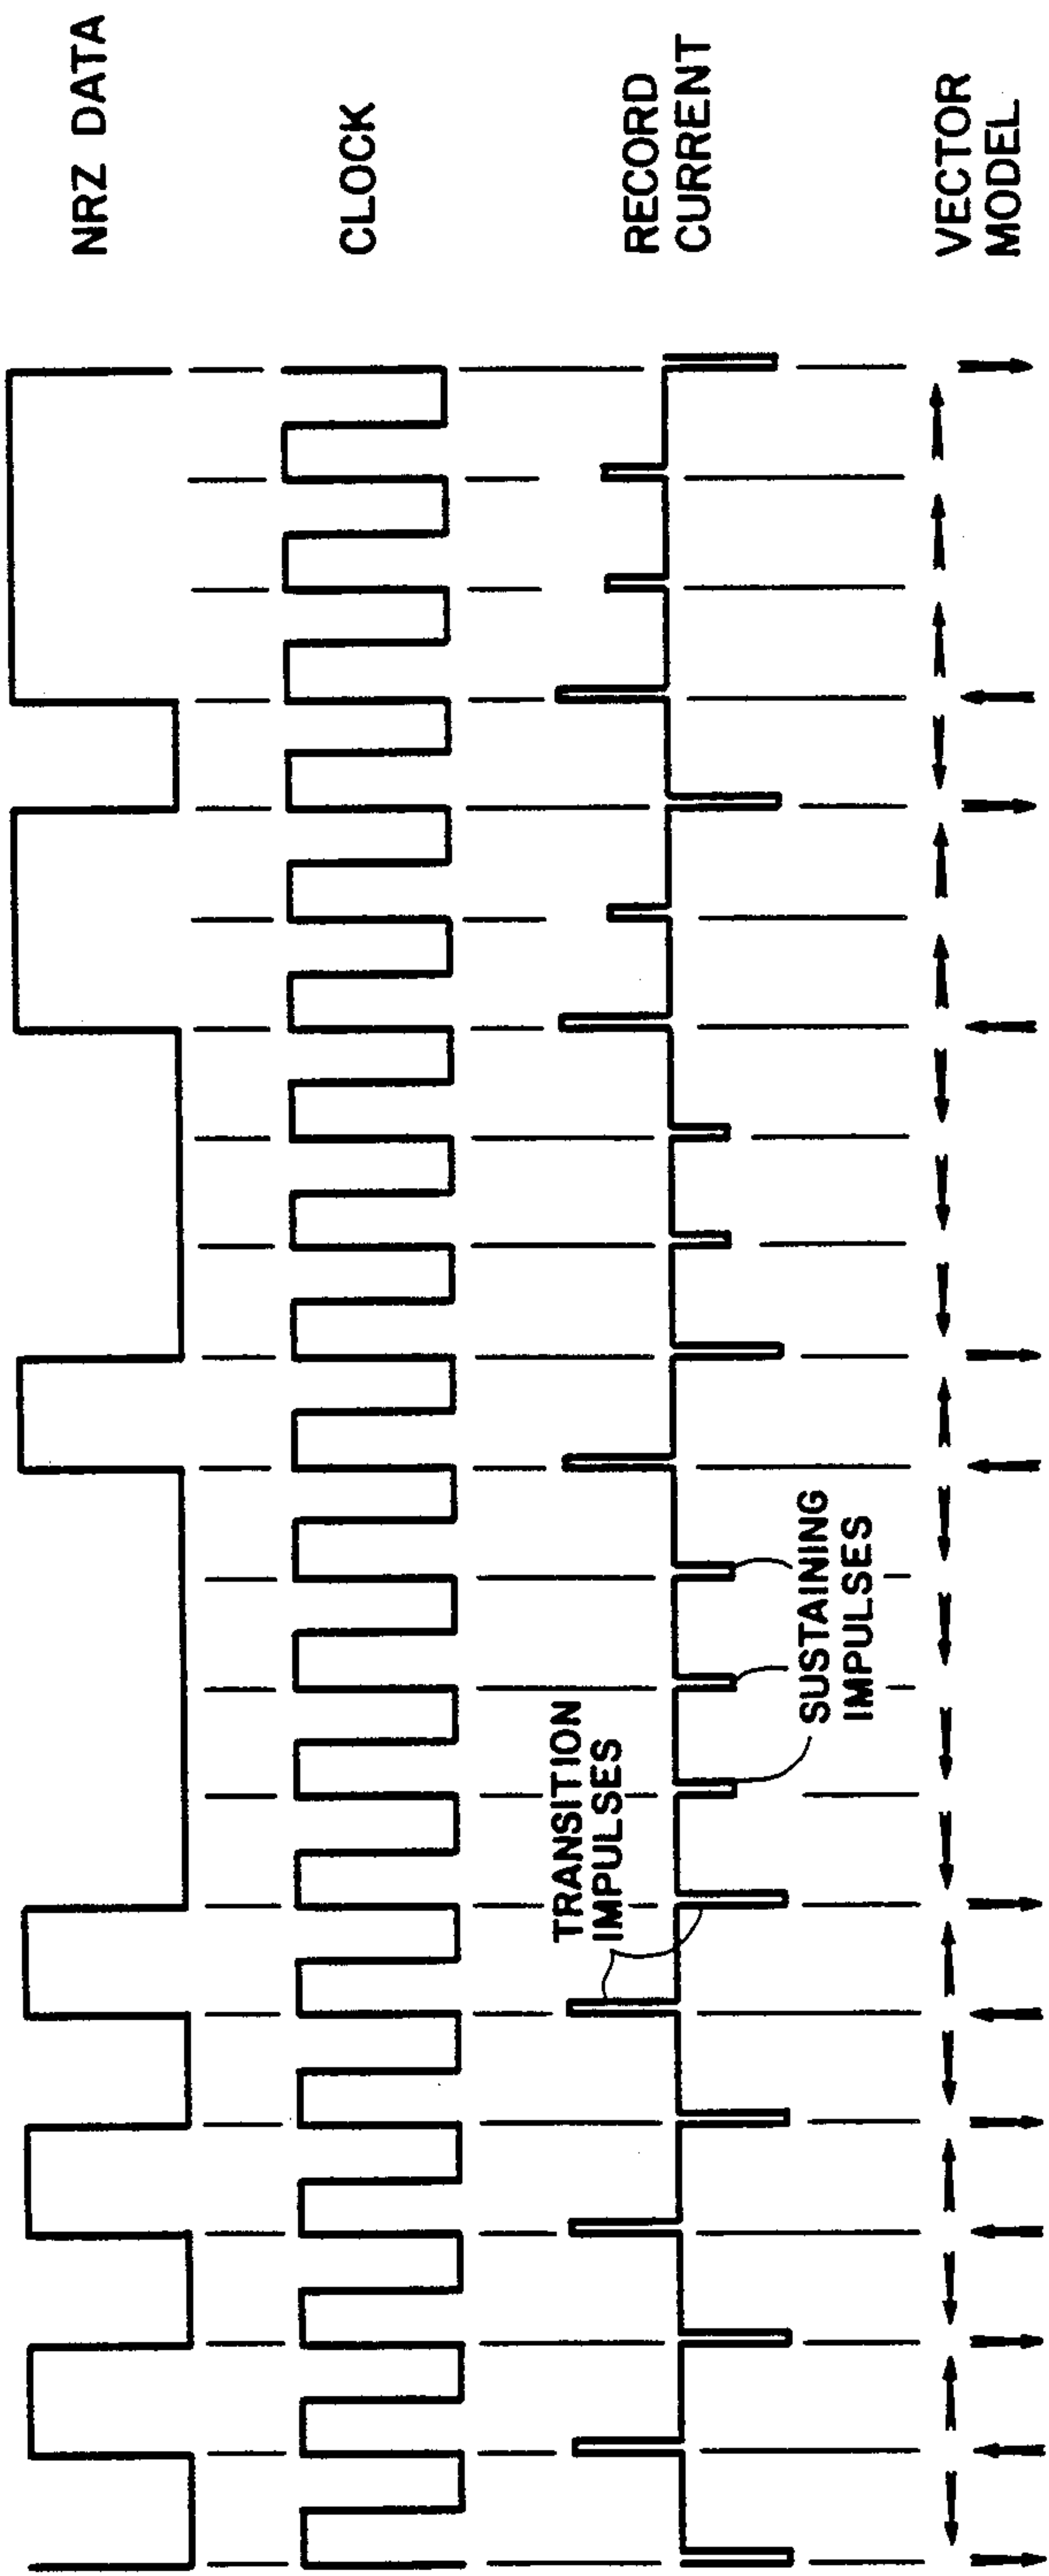 NRZ DATA
CLOCK
RECORD
CURRENT
VECTOR
MODEL
TRANSITION
IMPULSES
SUSTAINING
IMPULSES